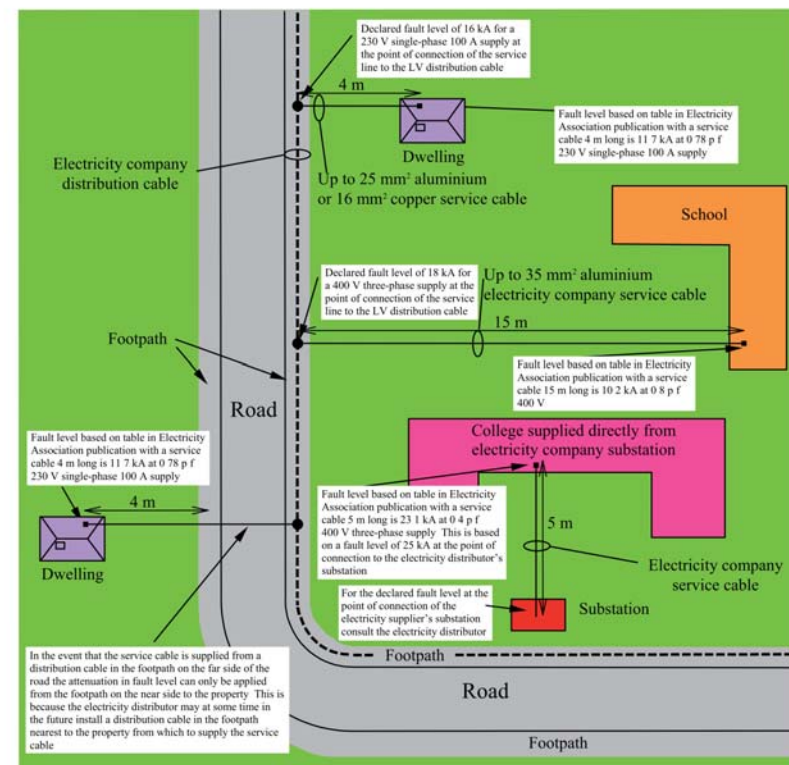 Declared fault level of 16 kA for a
230 V single-phase 100 A supply at
the point of connection of the service
line to the LV distribution cable
4 m
Dwelling
Fault level based on table in Electricity
Association publication with a service
cable 4 m long is 11 7 kA at 0 78 p f
230 V single-phase 100 A supply
Electricity company
distribution cable
Up to 25 mm² aluminium
or 16 mm² copper service cable
School
Declared fault level of 18 kA for
a 400 V three-phase supply at the
point of connection of the service
line to the LV distribution cable
Up to 35 mm² aluminium
electricity company service cable
15 m
Footpath
Fault level based on table in Electricity
Association publication with a service
cable 15 m long is 10 2 kA at 0 8 p f
400 V
Road
College supplied directly from
electricity company substation
Fault level based on table in Electricity
Association publication with a service
cable 4 m long is 11 7 kA at 0 78 p f
230 V single-phase 100 A supply
4 m
Dwelling
Fault level based on table in Electricity
Association publication with a service
cable 5 m long is 23 1 kA at 0 4 p f
400 V three-phase supply This is based
on a fault level of 25 kA at the point of
connection to the electricity distributor's
substation
5 m
Electricity company
service cable
For the declared fault level at the
point of connection of the
electricity supplier's substation
consult the electricity distributor
Substation
In the event that the service cable is supplied from a
distribution cable in the footpath on the far side of the
road the attenuation in fault level can only be applied
from the footpath on the near side to the property This is
because the electricity distributor may at some time in
the future install a distribution cable in the footpath
nearest to the property from which to supply the service
cable
Footpath
Road
Footpath